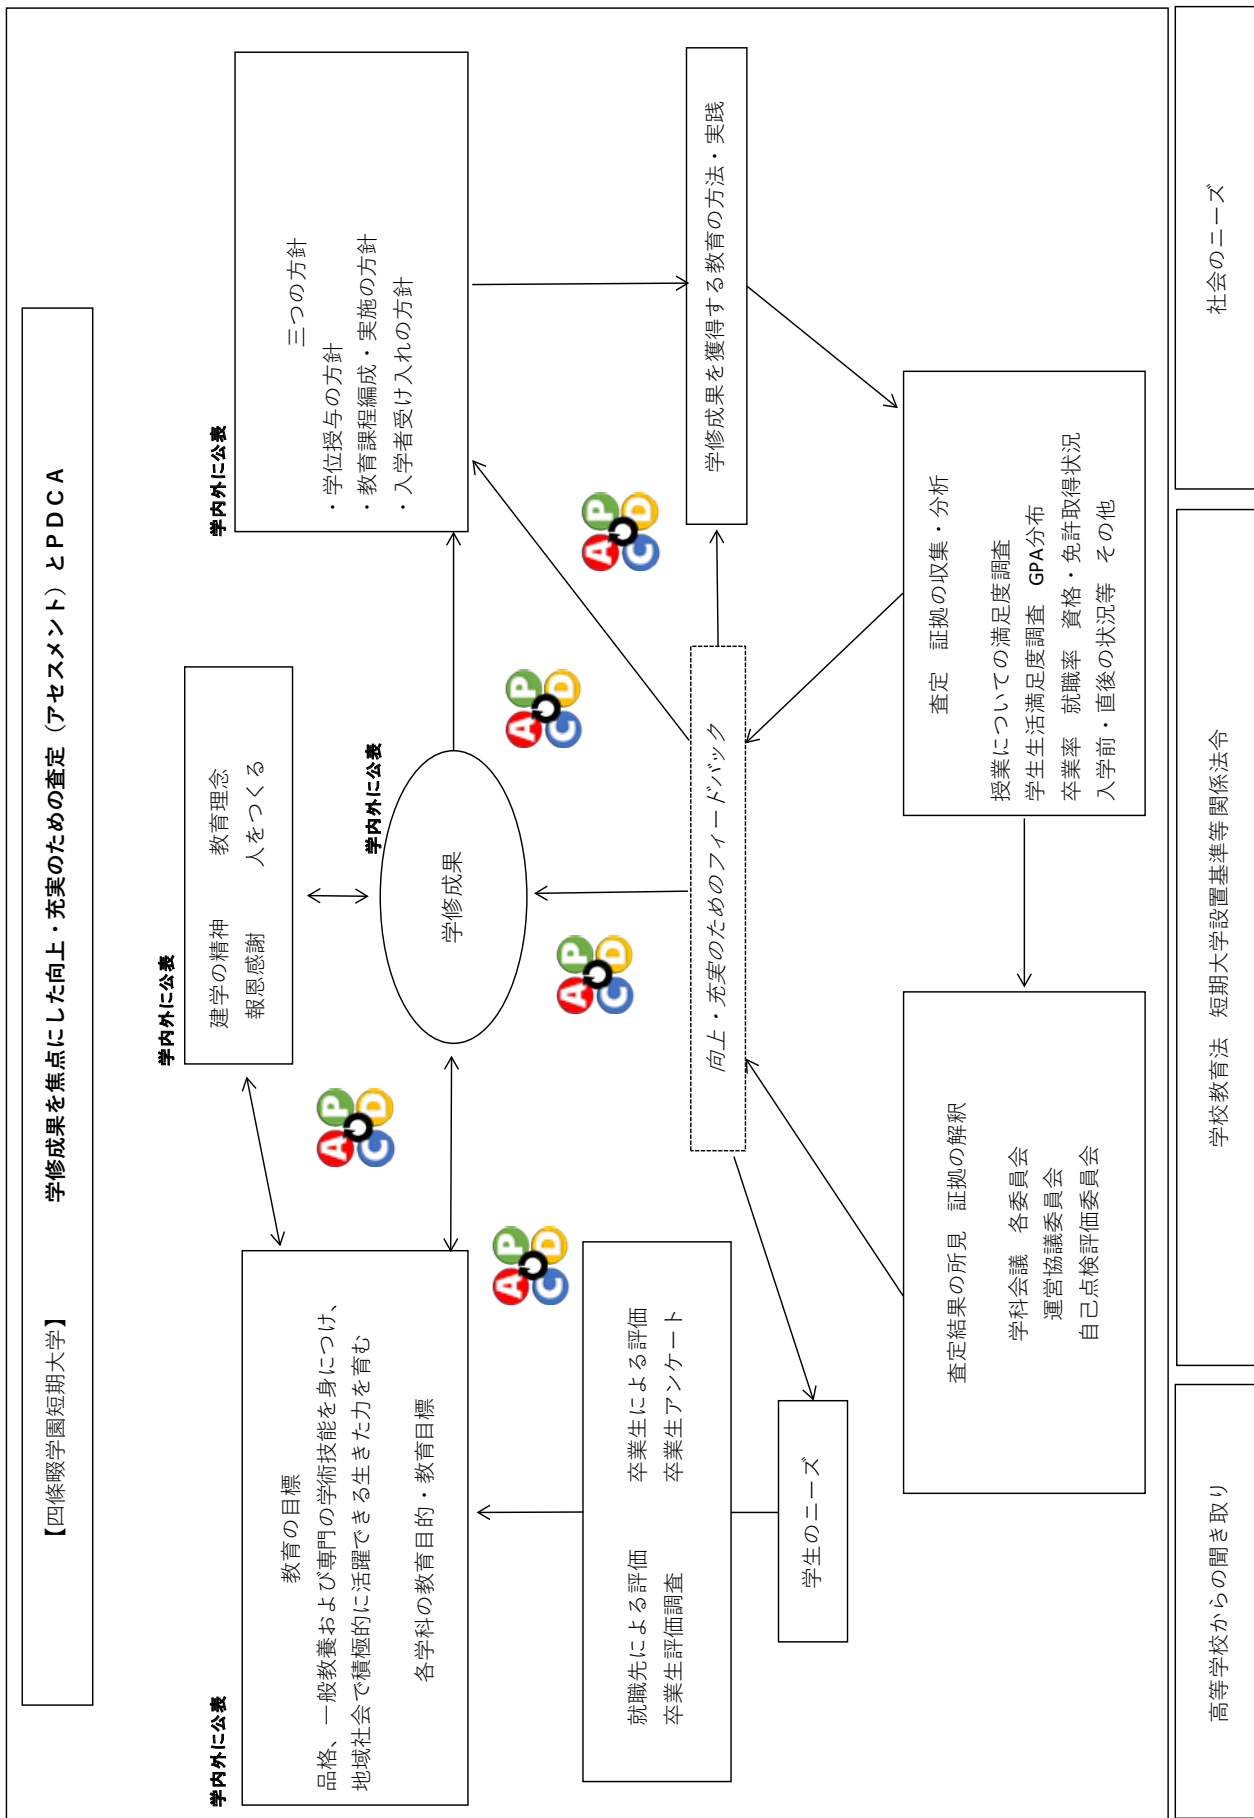 【四條畷学園短期大学】　学修成果を焦点にした向上・充実のための査定（アセスメント）とＰＤＣＡ
学内外に公表
建学の精神　教育理念
報恩感謝　人をつくる
学内外に公表
教育の目標
品格、一般教養および専門の学術技能を身につけ、
地域社会で積極的に活躍できる生きた力を育む
各学科の教育目的・教育目標
学内外に公表
学修成果
学内外に公表
三つの方針
・学位授与の方針
・教育課程編成・実施の方針
・入学者受け入れの方針
A P
C D
A P
C D
A P
C D
A P
C D
A P
C D
就職先による評価　卒業生による評価
卒業生評価調査　卒業生アンケート
向上・充実のためのフィードバック
学修成果を獲得する教育の方法・実践
学生のニーズ
査定結果の所見　証拠の解釈
学科会議　各委員会
運営協議委員会
自己点検評価委員会
査定　証拠の収集・分析
授業についての満足度調査
学生生活満足度調査　GPA分布
卒業率　就職率　資格・免許取得状況
入学前・直後の状況等　その他
高等学校からの聞き取り
学校教育法　短期大学設置基準等関係法令
社会のニーズ